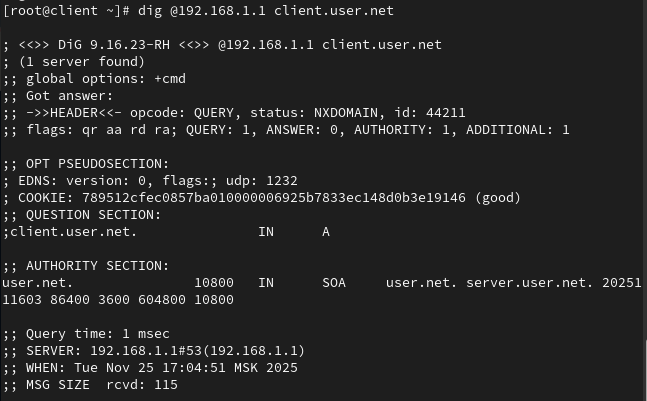 [root@client ~]# dig @192.168.1.1 client.user.net

; <<>> DiG 9.16.23-RH <<>> @192.168.1.1 client.user.net
; (1 server found)
;; global options: +cmd
;; Got answer:
;; ->>HEADER<<- opcode: QUERY, status: NXDOMAIN, id: 44211
;; flags: qr aa rd ra; QUERY: 1, ANSWER: 0, AUTHORITY: 1, ADDITIONAL: 1

;; OPT PSEUDOSECTION:
; EDNS: version: 0, flags:; udp: 1232
; COOKIE: 789512cfec0857ba010000006925b7833ec148d0b3e19146 (good)
;; QUESTION SECTION:
;client.user.net.               IN      A

;; AUTHORITY SECTION:
user.net.               10800   IN      SOA     user.net. server.user.net. 20251
11603 86400 3600 604800 10800

;; Query time: 1 msec
;; SERVER: 192.168.1.1#53(192.168.1.1)
;; WHEN: Tue Nov 25 17:04:51 MSK 2025
;; MSG SIZE  rcvd: 115